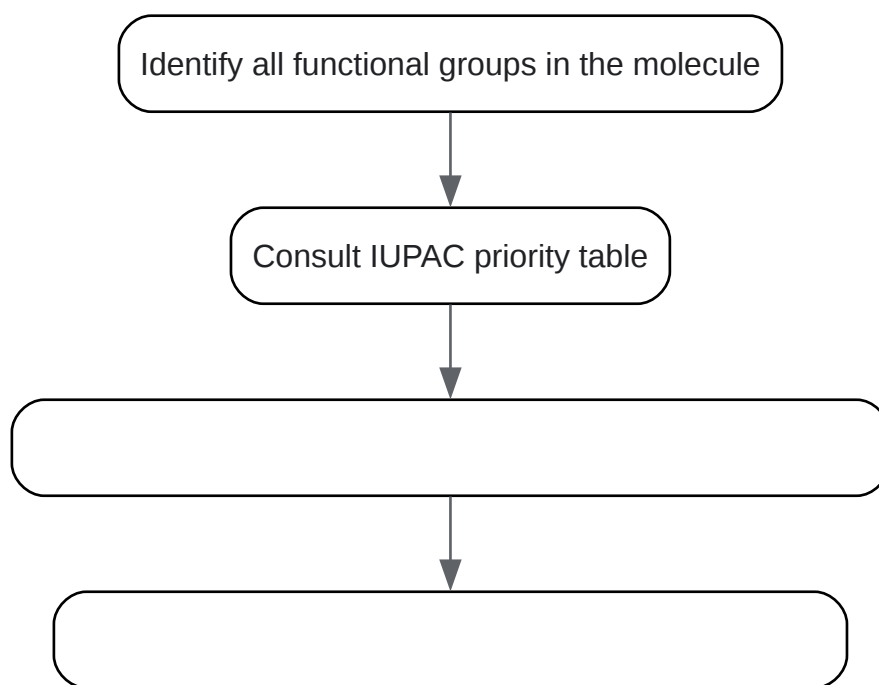 Identify all functional groups in the molecule
Consult IUPAC priority table